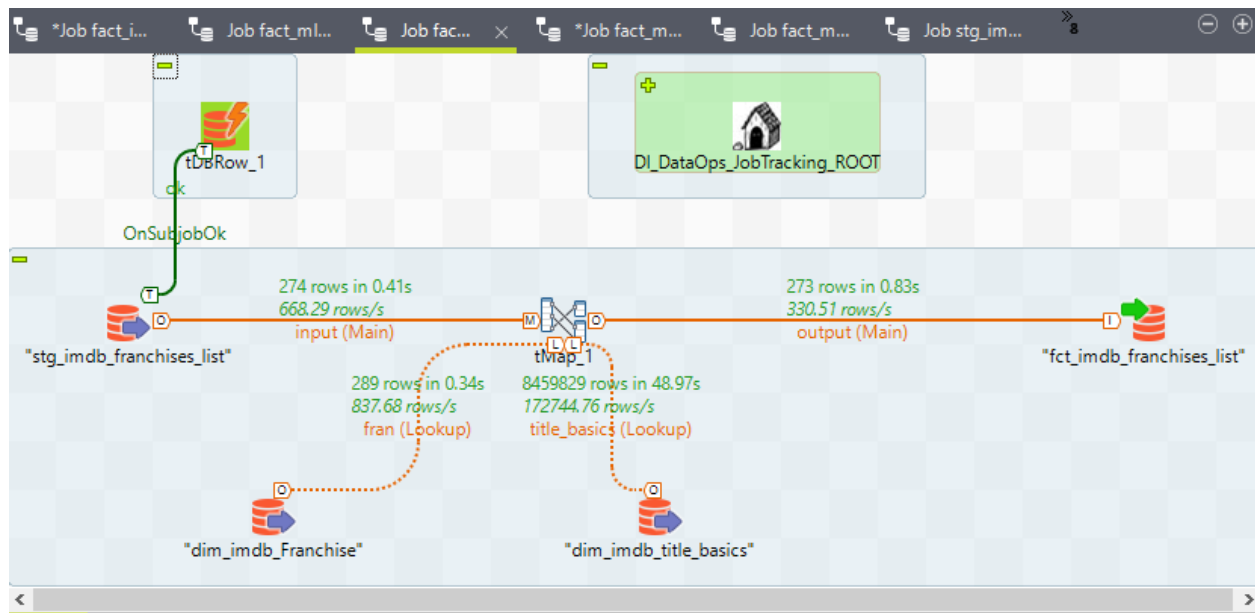 *Job fact_i...
Job fact_ml...
Job fac...
*Job fact_m...
Job fact_m...
Job stg_im...
»8
tDBRow_1
ok
DI_DataOps_JobTracking_ROOT
OnSubjobOk
T
T
274 rows in 0.41s
668.29 rows/s
input (Main)
273 rows in 0.83s
330.51 rows/s
output (Main)
O
M
O
I
L
L
"stg_imdb_franchises_list"
tMap_1
"fct_imdb_franchises_list"
289 rows in 0.34s
837.68 rows/s
fran (Lookup)
8459829 rows in 48.97s
172744.76 rows/s
title_basics (Lookup)
O
O
"dim_imdb_Franchise"
"dim_imdb_title_basics"